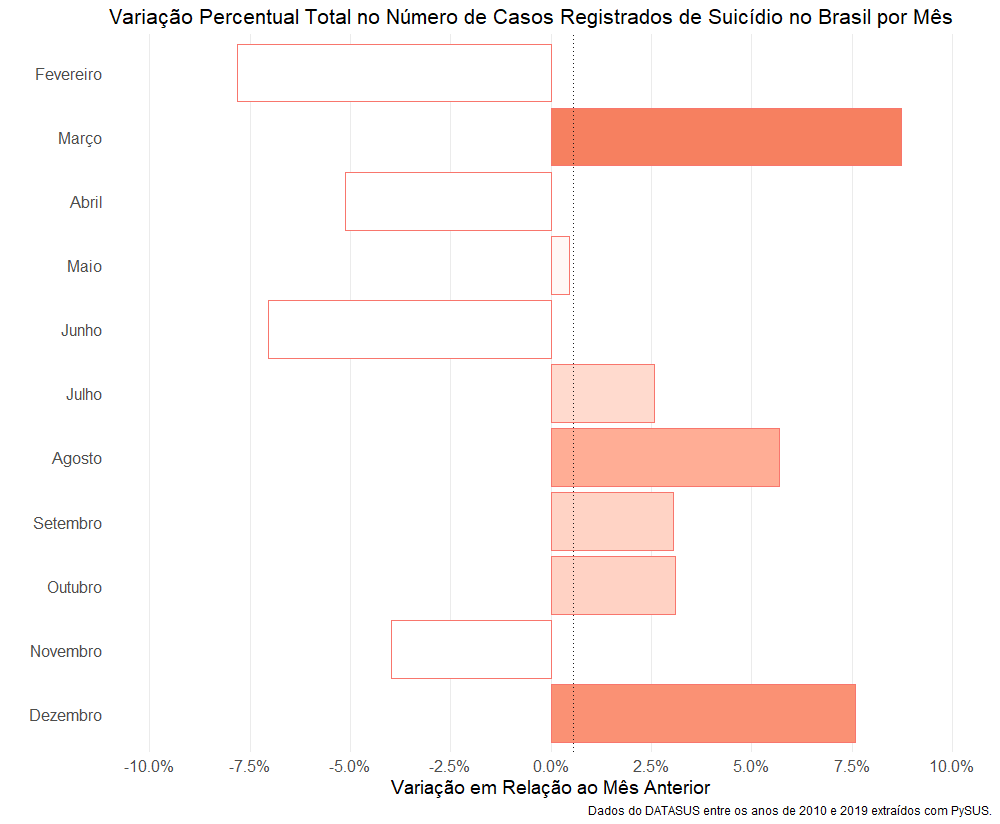 Variação Percentual Total no Número de Casos Registrados de Suicídio no Brasil por Mês
Fevereiro
Março
Abril
Maio
Junho
Julho
Agosto
Setembro
Outubro
Novembro
Dezembro
-10.0% -7.5% -5.0% -2.5% 0.0% 2.5% 5.0% 7.5% 10.0%
Variação em Relação ao Mês Anterior
Dados do DATASUS entre os anos de 2010 e 2019 extraídos com PySUS.